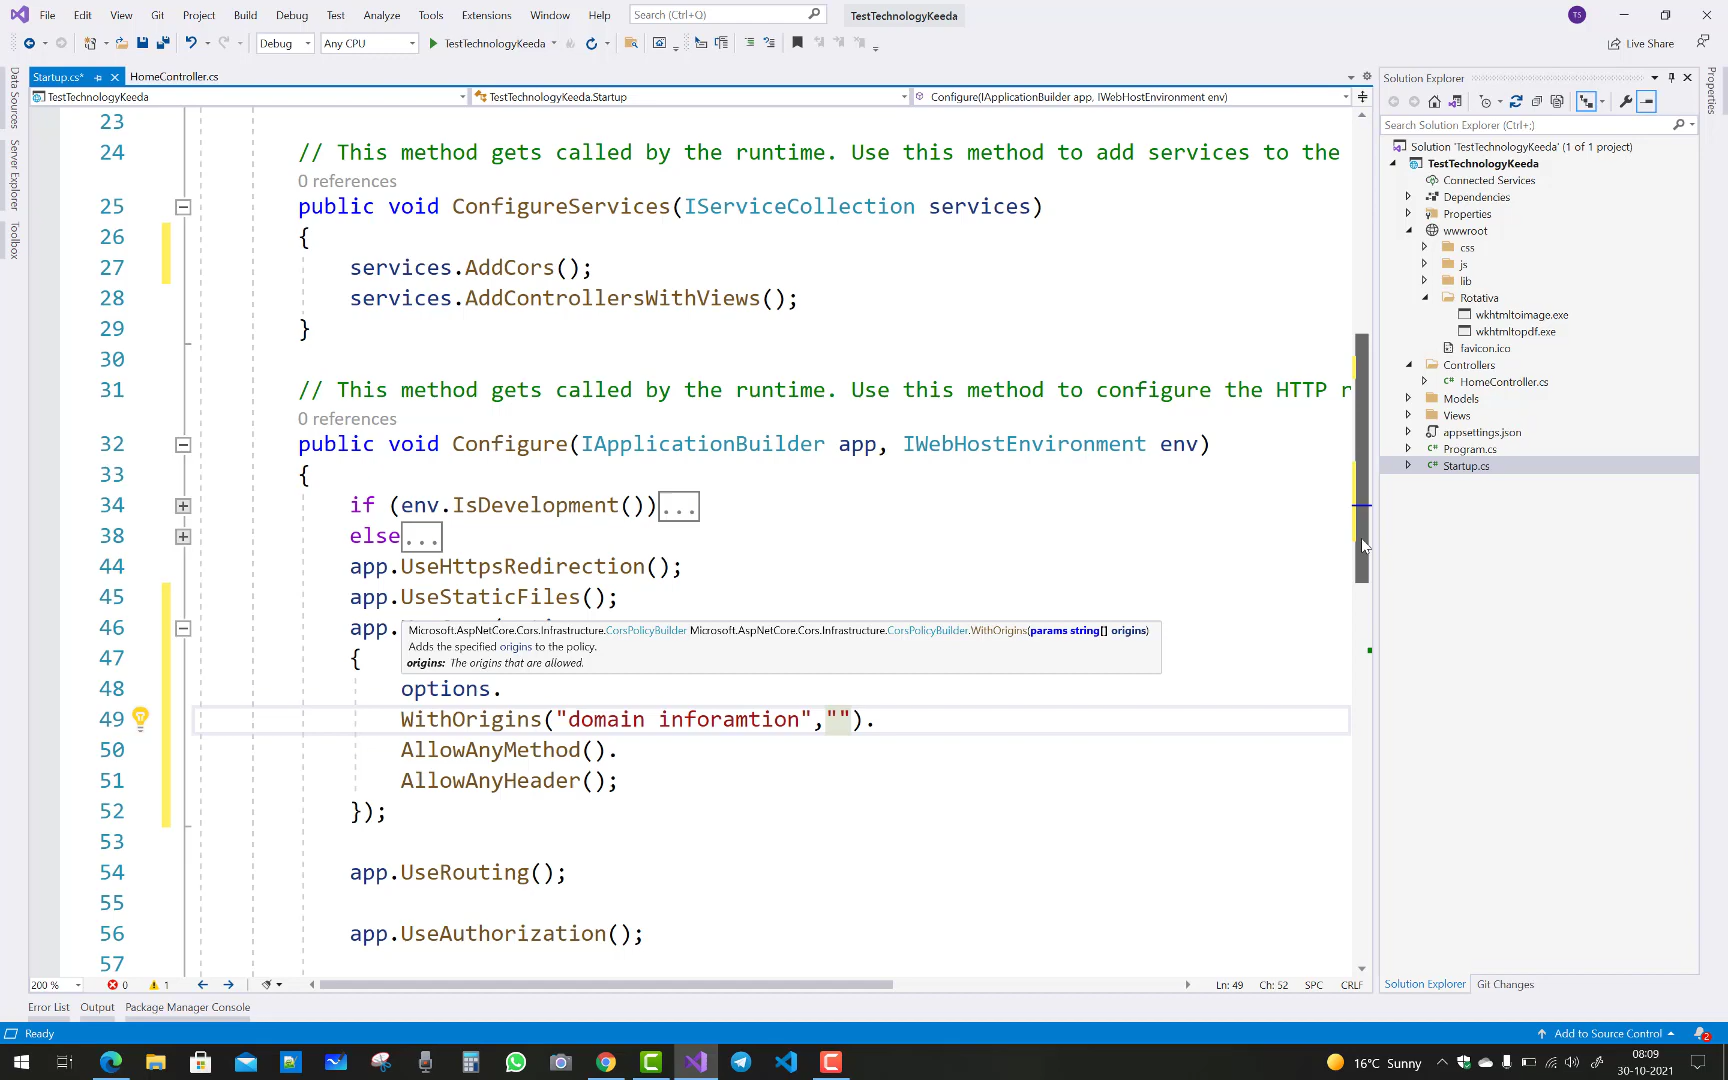 File Edit View Git Project Build Debug Test Analyze Tools Extensions Window Help Search (Ctrl+Q) TestTechnologyKeeda TS
Debug Any CPU TestTechnologyKeeda Live Share
Startup.cs* HomeController.cs
TestTechnologyKeeda TestTechnologyKeeda.Startup Configure(IApplicationBuilder app, IWebHostEnvironment env)
Data Sources
Server Explorer
Toolbox
23
24 // This method gets called by the runtime. Use this method to add services to the
0 references
25 public void ConfigureServices(IServiceCollection services)
26 {
27 services.AddCors();
28 services.AddControllersWithViews();
29 }
30
31 // This method gets called by the runtime. Use this method to configure the HTTP r
0 references
32 public void Configure(IApplicationBuilder app, IWebHostEnvironment env)
33 {
34 if (env.IsDevelopment())...
38 else...
44 app.UseHttpsRedirection();
45 app.UseStaticFiles();
46 app.
Microsoft.AspNetCore.Cors.Infrastructure.CorsPolicyBuilder Microsoft.AspNetCore.Cors.Infrastructure.CorsPolicyBuilder.WithOrigins(params string[] origins)
Adds the specified origins to the policy.
origins: The origins that are allowed.
47 {
48 options.
49 WithOrigins("domain inforamtion","").
50 AllowAnyMethod().
51 AllowAnyHeader();
52 });
53
54 app.UseRouting();
55
56 app.UseAuthorization();
57
200 % 0 1 Ln: 49 Ch: 52 SPC CRLF
Error List Output Package Manager Console
Ready Add to Source Control 2
Solution Explorer
Search Solution Explorer (Ctrl+;)
Solution 'TestTechnologyKeeda' (1 of 1 project)
TestTechnologyKeeda
Connected Services
Dependencies
Properties
wwwroot
css
js
lib
Rotativa
wkhtmltoimage.exe
wkhtmltopdf.exe
favicon.ico
Controllers
C# HomeController.cs
Models
Views
appsettings.json
C# Program.cs
C# Startup.cs
Solution Explorer Git Changes
Properties
16°C Sunny
08:09
30-10-2021